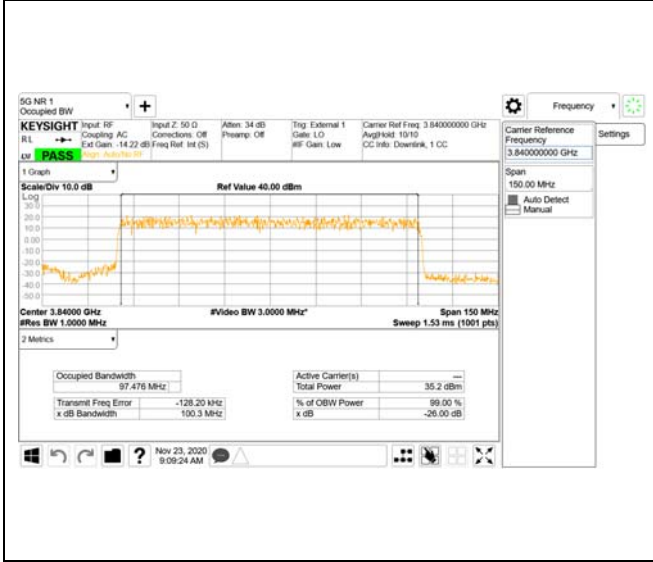 5G NR 1
Occupied BW
Frequency
KEYSIGHT
Input: RF
Input Z: 50 Ω
Atten: 34 dB
Trig: External 1
Carrier Ref Freq: 3.840000000 GHz
RL
Coupling: AC
Corrections: Off
Preamp: Off
Gate: LO
Avg|Hold: 10/10
Ext Gain: -14.22 dB
Freq Ref: Int (S)
#IF Gain: Low
CC Info: Downlink, 1 CC
PASS
Align: Auto/No RF
Carrier Reference
Frequency
3.840000000 GHz
Settings
Span
150.00 MHz
Auto Detect
Manual
1 Graph
Scale/Div 10.0 dB
Ref Value 40.00 dBm
Log
30.0
20.0
10.0
0.00
-10.0
-20.0
-30.0
-40.0
-50.0
Center 3.84000 GHz
#Video BW 3.0000 MHz*
Span 150 MHz
#Res BW 1.0000 MHz
Sweep 1.53 ms (1001 pts)
2 Metrics
Occupied Bandwidth
97.476 MHz
Active Carrier(s)
---
Total Power
35.2 dBm
Transmit Freq Error
-128.20 kHz
% of OBW Power
99.00 %
x dB Bandwidth
100.3 MHz
x dB
-26.00 dB
?
Nov 23, 2020
9:09:24 AM